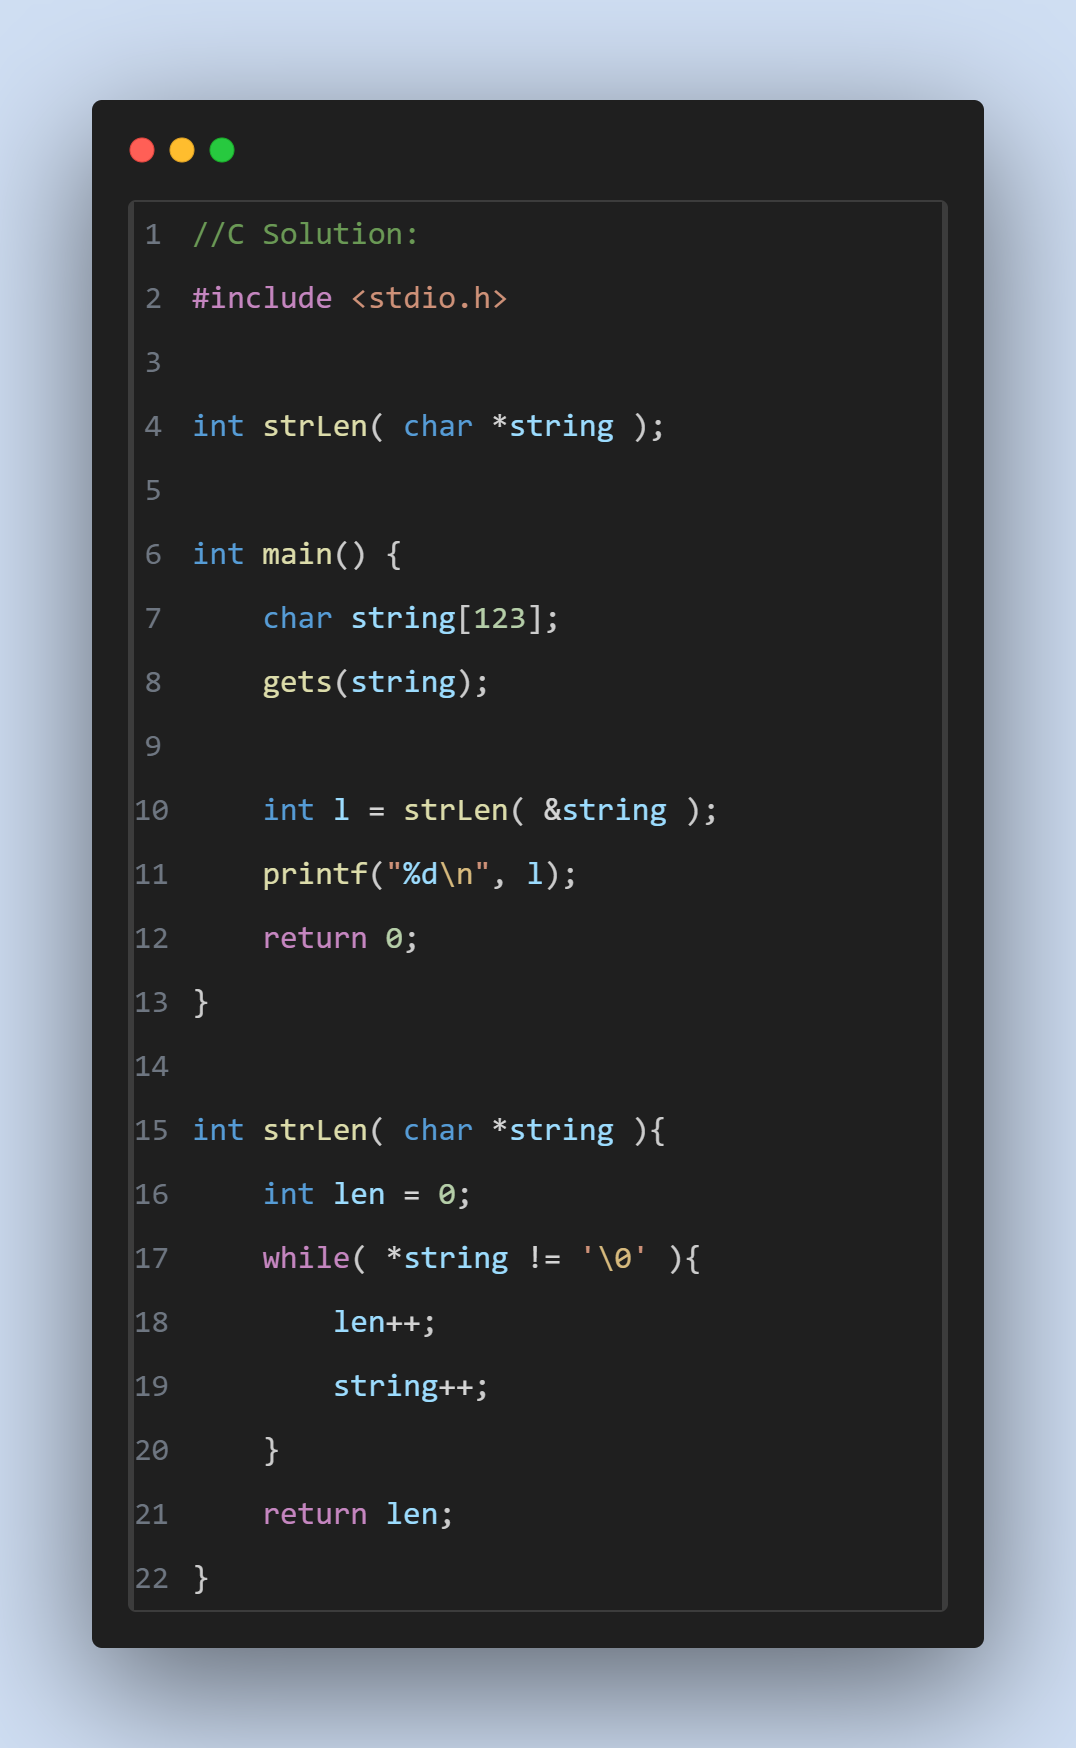 1 //C Solution:
2 #include <stdio.h>
3
4 int strLen( char *string );
5
6 int main() {
7     char string[123];
8     gets(string);
9
10     int l = strLen( &string );
11     printf("%d\n", l);
12     return 0;
13 }
14
15 int strLen( char *string ){
16     int len = 0;
17     while( *string != '\0' ){
18         len++;
19         string++;
20     }
21     return len;
22 }